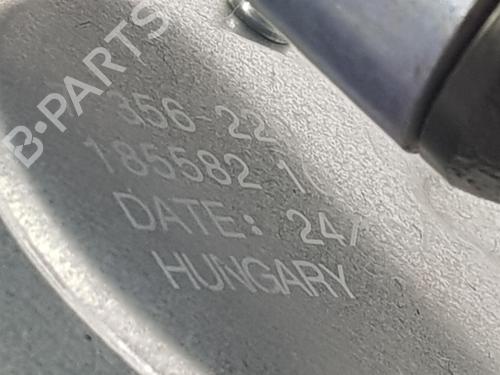 B-PARTS
356-22
185582 1
DATE: 24/
HUNGARY